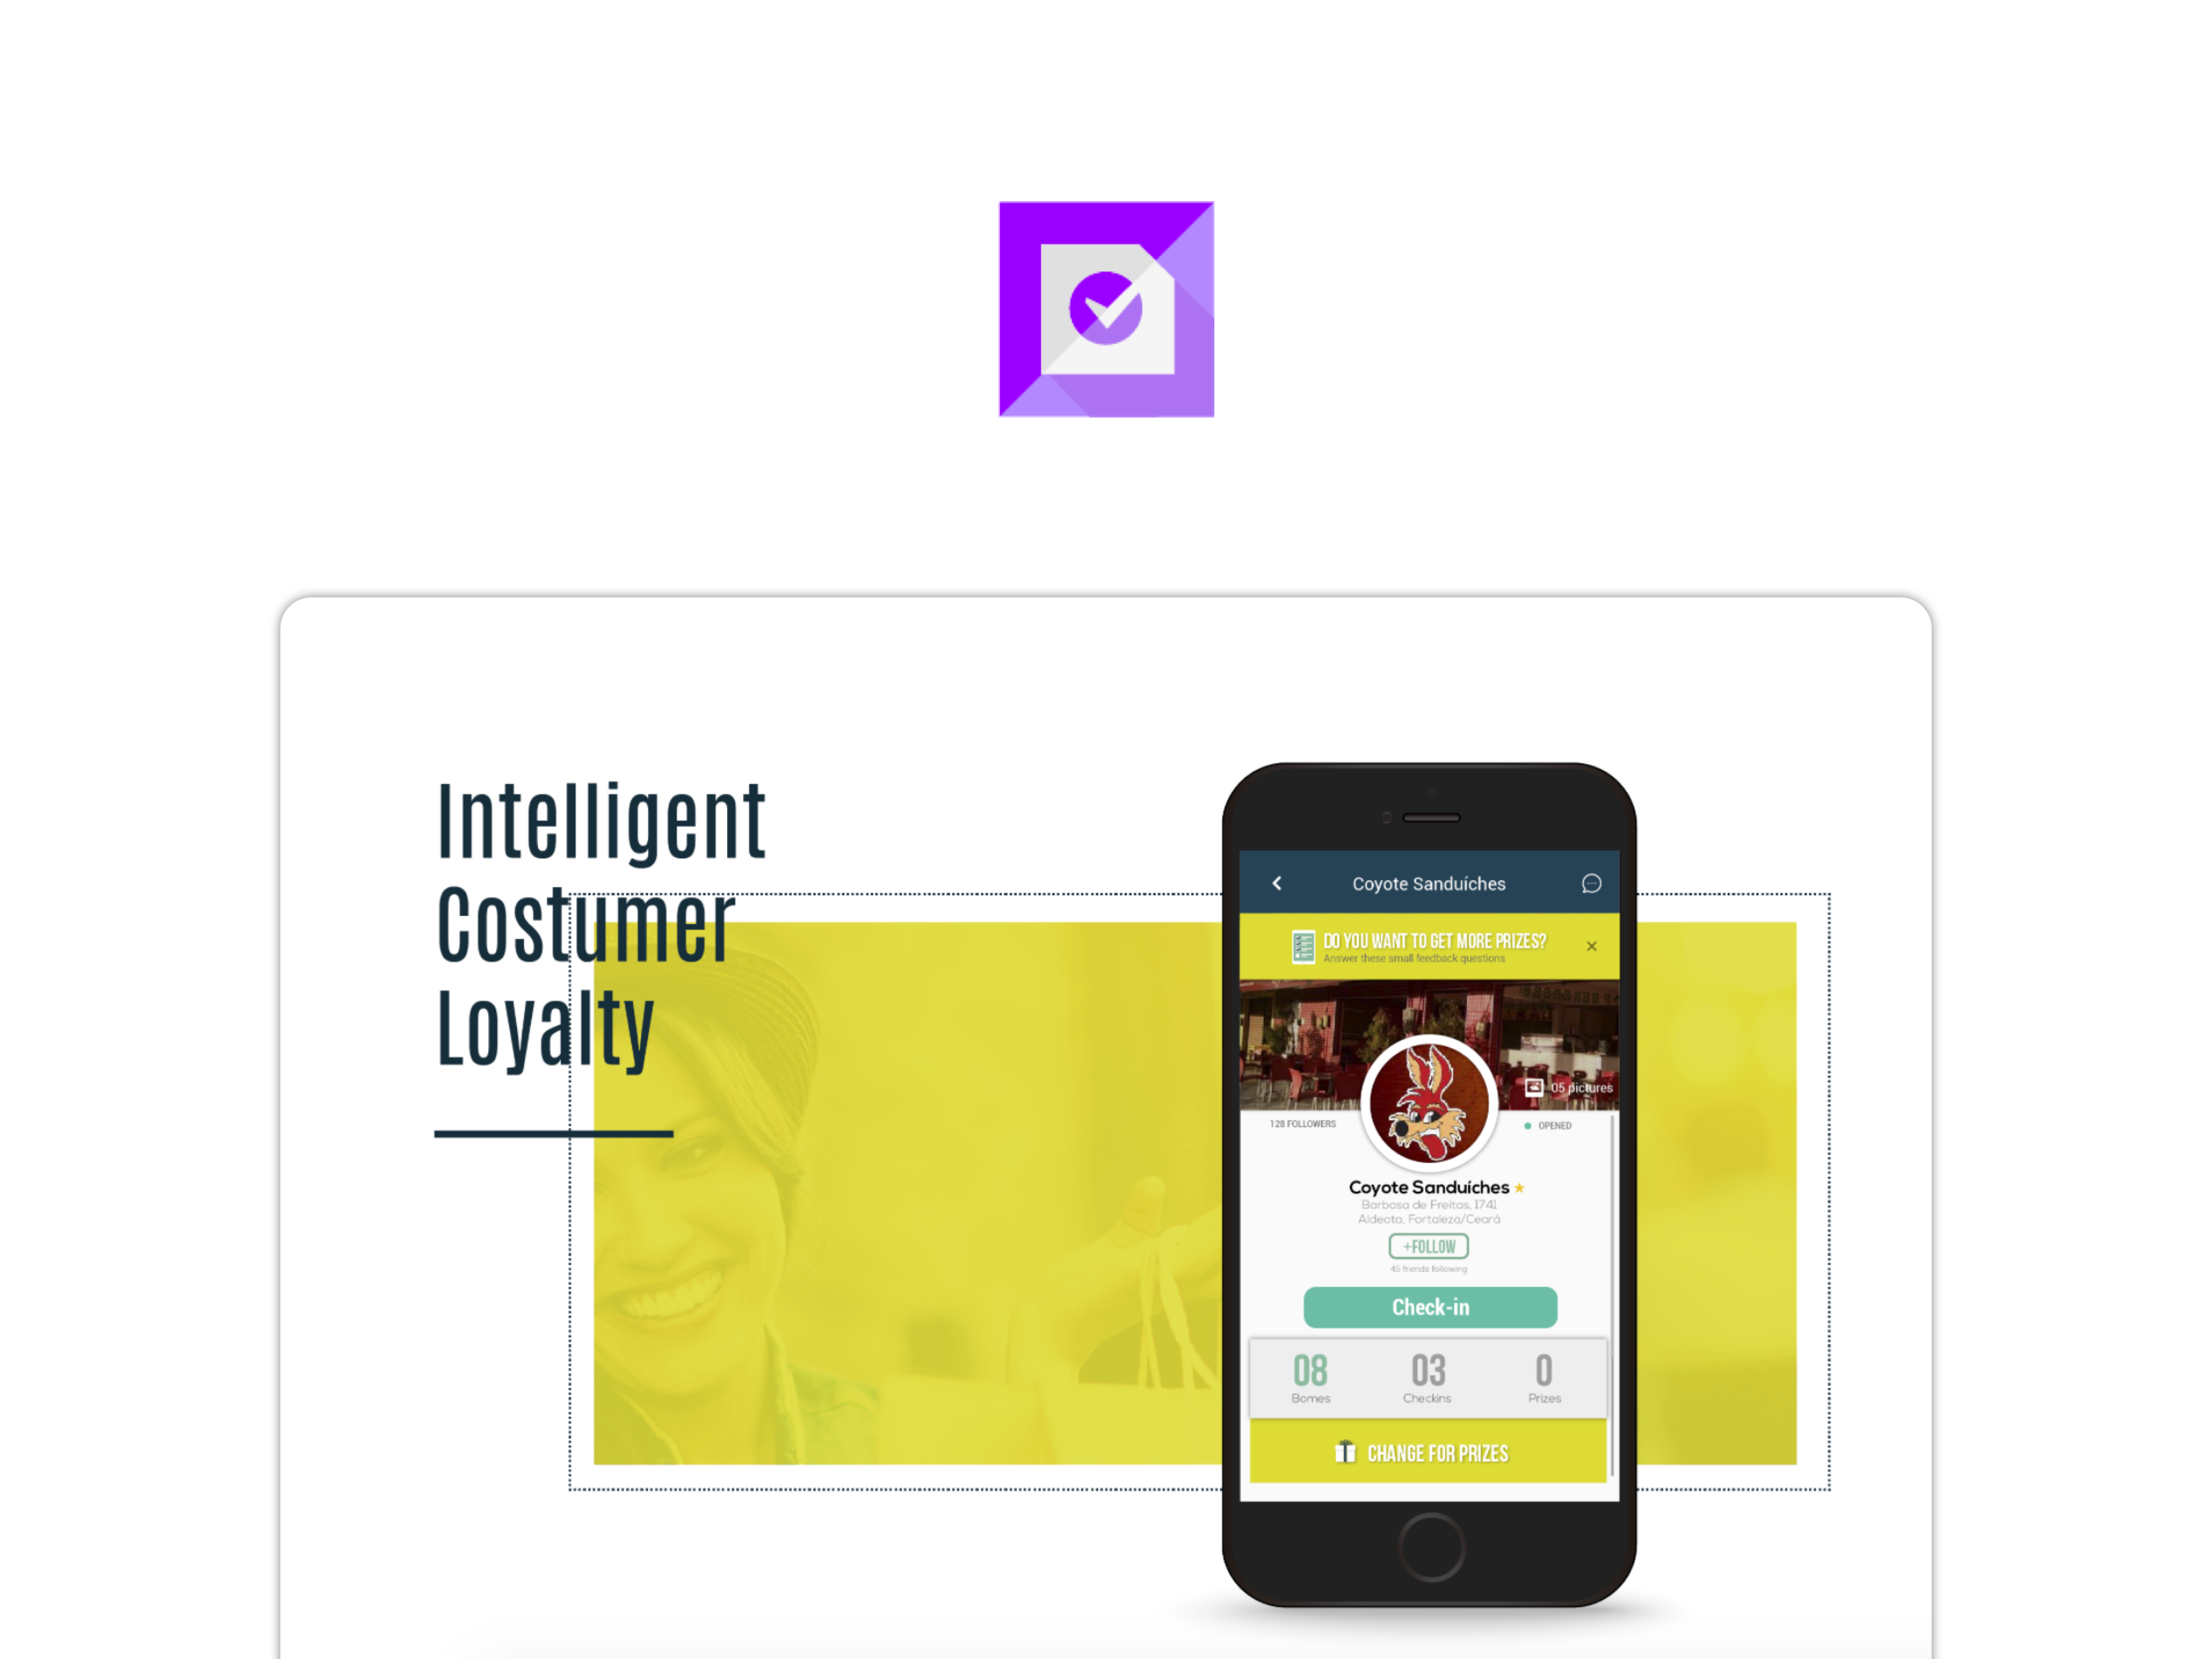 Intelligent
Costumer
Loyalty
Coyote Sanduíches
DO YOU WANT TO GET MORE PRIZES?
Answer these small feedback questions
05 pictures
128 FOLLOWERS
OPENED
Coyote Sanduíches
Barbosa de Freitas, 1741
Aldeota, Fortaleza/Ceará
+FOLLOW
45 friends following
Check-in
08 03 0
Bomes Checkins Prizes
CHANGE FOR PRIZES